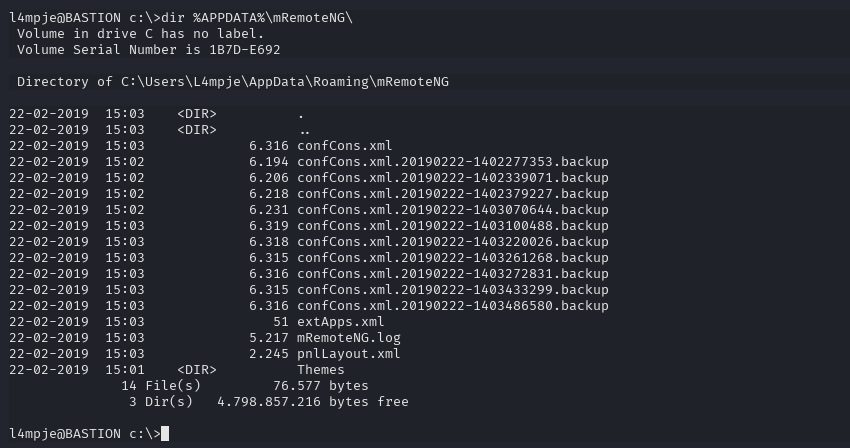 l4mpje@BASTION c:\>dir %APPDATA%\mRemoteNG\
 Volume in drive C has no label.
 Volume Serial Number is 1B7D-E692

 Directory of C:\Users\L4mpje\AppData\Roaming\mRemoteNG

22-02-2019  15:03    <DIR>          .
22-02-2019  15:03    <DIR>          ..
22-02-2019  15:03             6.316 confCons.xml
22-02-2019  15:02             6.194 confCons.xml.20190222-1402277353.backup
22-02-2019  15:02             6.206 confCons.xml.20190222-1402339071.backup
22-02-2019  15:02             6.218 confCons.xml.20190222-1402379227.backup
22-02-2019  15:02             6.231 confCons.xml.20190222-1403070644.backup
22-02-2019  15:03             6.319 confCons.xml.20190222-1403100488.backup
22-02-2019  15:03             6.318 confCons.xml.20190222-1403220026.backup
22-02-2019  15:03             6.315 confCons.xml.20190222-1403261268.backup
22-02-2019  15:03             6.316 confCons.xml.20190222-1403272831.backup
22-02-2019  15:03             6.315 confCons.xml.20190222-1403433299.backup
22-02-2019  15:03             6.316 confCons.xml.20190222-1403486580.backup
22-02-2019  15:03                51 extApps.xml
22-02-2019  15:03             5.217 mRemoteNG.log
22-02-2019  15:03             2.245 pnlLayout.xml
22-02-2019  15:01    <DIR>          Themes
              14 File(s)         76.577 bytes
               3 Dir(s)   4.798.857.216 bytes free

l4mpje@BASTION c:\>